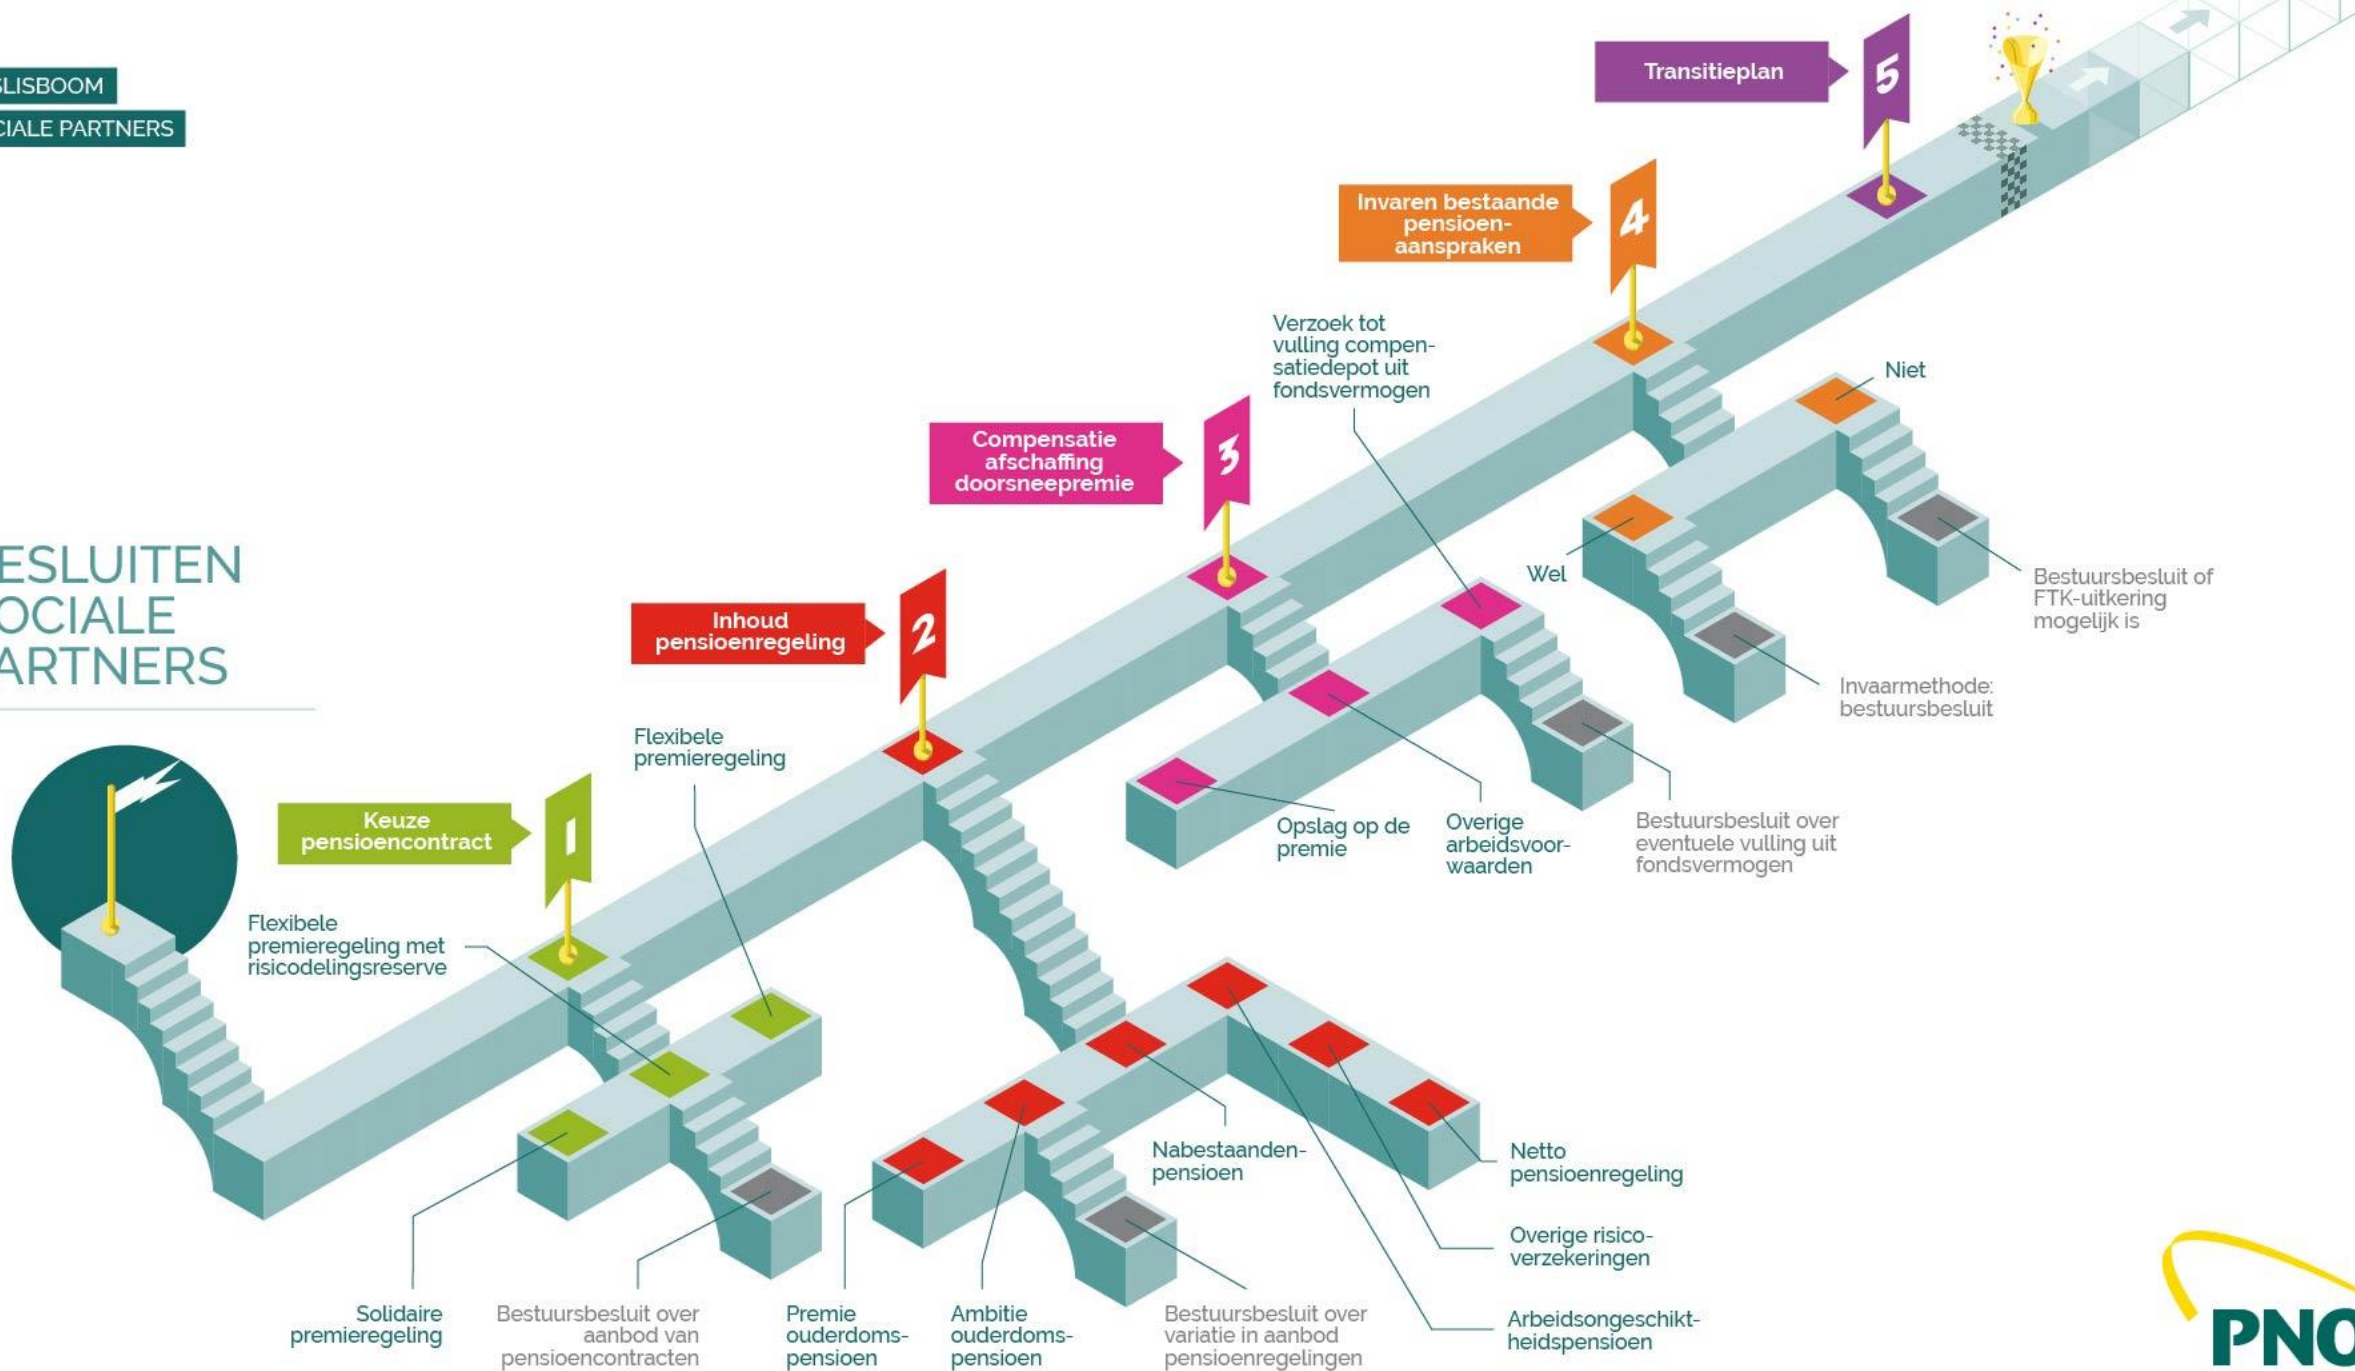 SLISBOOM
CIALE PARTNERS
ESLUITEN
OCIALE
ARTNERS
1
Keuze
pensioencontract
Flexibele
premieregeling
Flexibele
premieregeling met
risicodelingsreserve
Solidaire
premieregeling
Bestuursbesluit over
aanbod van
pensioencontracten
2
Inhoud
pensioenregeling
Premie
ouderdoms-
pensioen
Ambitie
ouderdoms-
pensioen
Bestuursbesluit over
variatie in aanbod
pensioenregelingen
Nabestaanden-
pensioen
Netto
pensioenregeling
Overige risico-
verzekeringen
Arbeidsongeschikt-
heidspensioen
3
Compensatie
afschaffing
doorsneepremie
Verzoek tot
vulling compen-
satiedepot uit
fondsvermogen
Opslag op de
premie
Overige
arbeidsvoor-
waarden
Bestuursbesluit over
eventuele vulling uit
fondsvermogen
4
Invaren bestaande
pensioen-
aanspraken
Niet
Wel
Bestuursbesluit of
FTK-uitkering
mogelijk is
Invaarmethode:
bestuursbesluit
5
Transitieplan
PNO